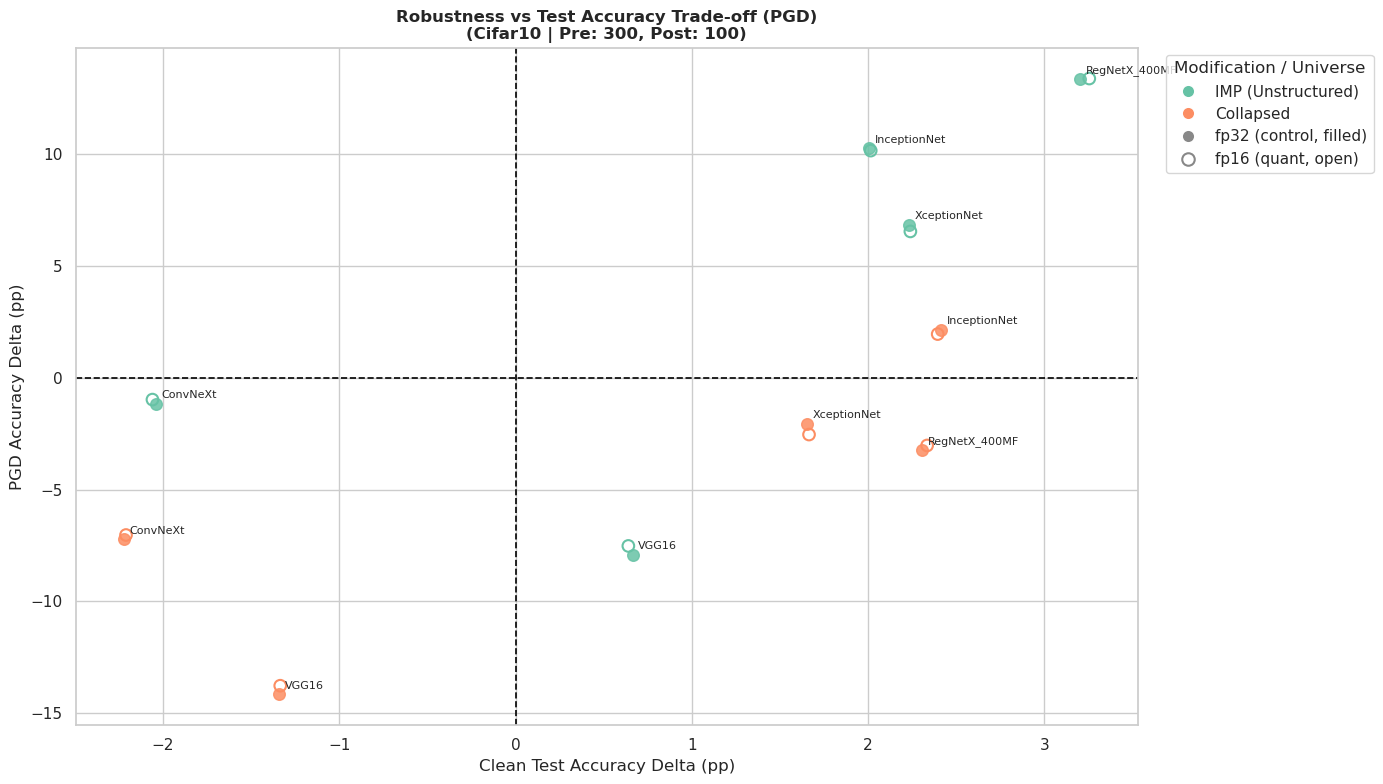 Robustness vs Test Accuracy Trade-off (PGD)
(Cifar10 | Pre: 300, Post: 100)
RegNetX_400MF
Modification / Universe
IMP (Unstructured)
Collapsed
fp32 (control, filled)
fp16 (quant, open)
InceptionNet
XceptionNet
InceptionNet
ConvNeXt
XceptionNet
RegNetX_400MF
ConvNeXt
VGG16
VGG16
PGD Accuracy Delta (pp)
10
5
0
−5
−10
−15
−2
−1
0
1
2
3
Clean Test Accuracy Delta (pp)